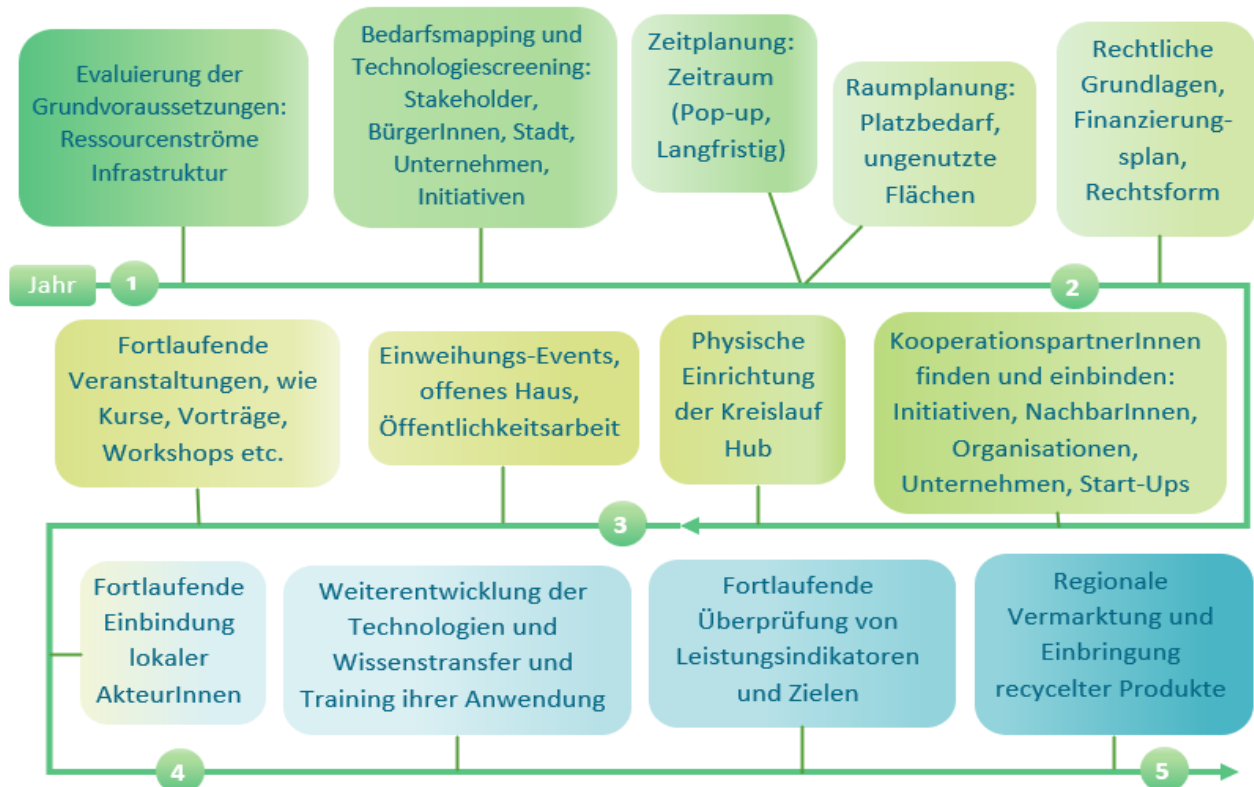 Evaluierung der
Grundvoraussetzungen:
Ressourcenströme
Infrastruktur
Bedarfsmapping und
Technologiescreening:
Stakeholder,
BürgerInnen, Stadt,
Unternehmen,
Initiativen
Zeitplanung:
Zeitraum
(Pop-up,
Langfristig)
Raumplanung:
Platzbedarf,
ungenutzte
Flächen
Rechtliche
Grundlagen,
Finanzierung-
splan,
Rechtsform
Jahr
1
2
KooperationspartnerInnen
finden und einbinden:
Initiativen, NachbarInnen,
Organisationen,
Unternehmen, Start-Ups
Physische
Einrichtung
der Kreislauf
Hub
3
Einweihungs-Events,
offenes Haus,
Öffentlichkeitsarbeit
Fortlaufende
Veranstaltungen, wie
Kurse, Vorträge,
Workshops etc.
Fortlaufende
Einbindung
lokaler
AkteurInnen
4
Weiterentwicklung der
Technologien und
Wissenstransfer und
Training ihrer Anwendung
Fortlaufende
Überprüfung von
Leistungsindikatoren
und Zielen
Regionale
Vermarktung und
Einbringung
recycelter Produkte
5